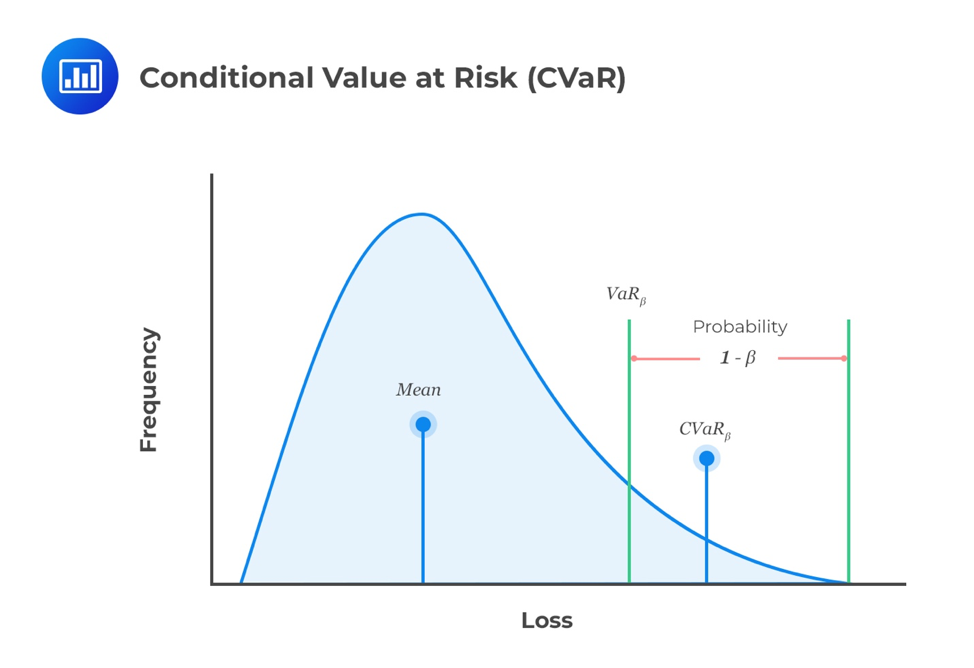 Conditional Value at Risk (CVaR)
VaRβ
Probability
1 - β
Mean
CVaRβ
Frequency
Loss